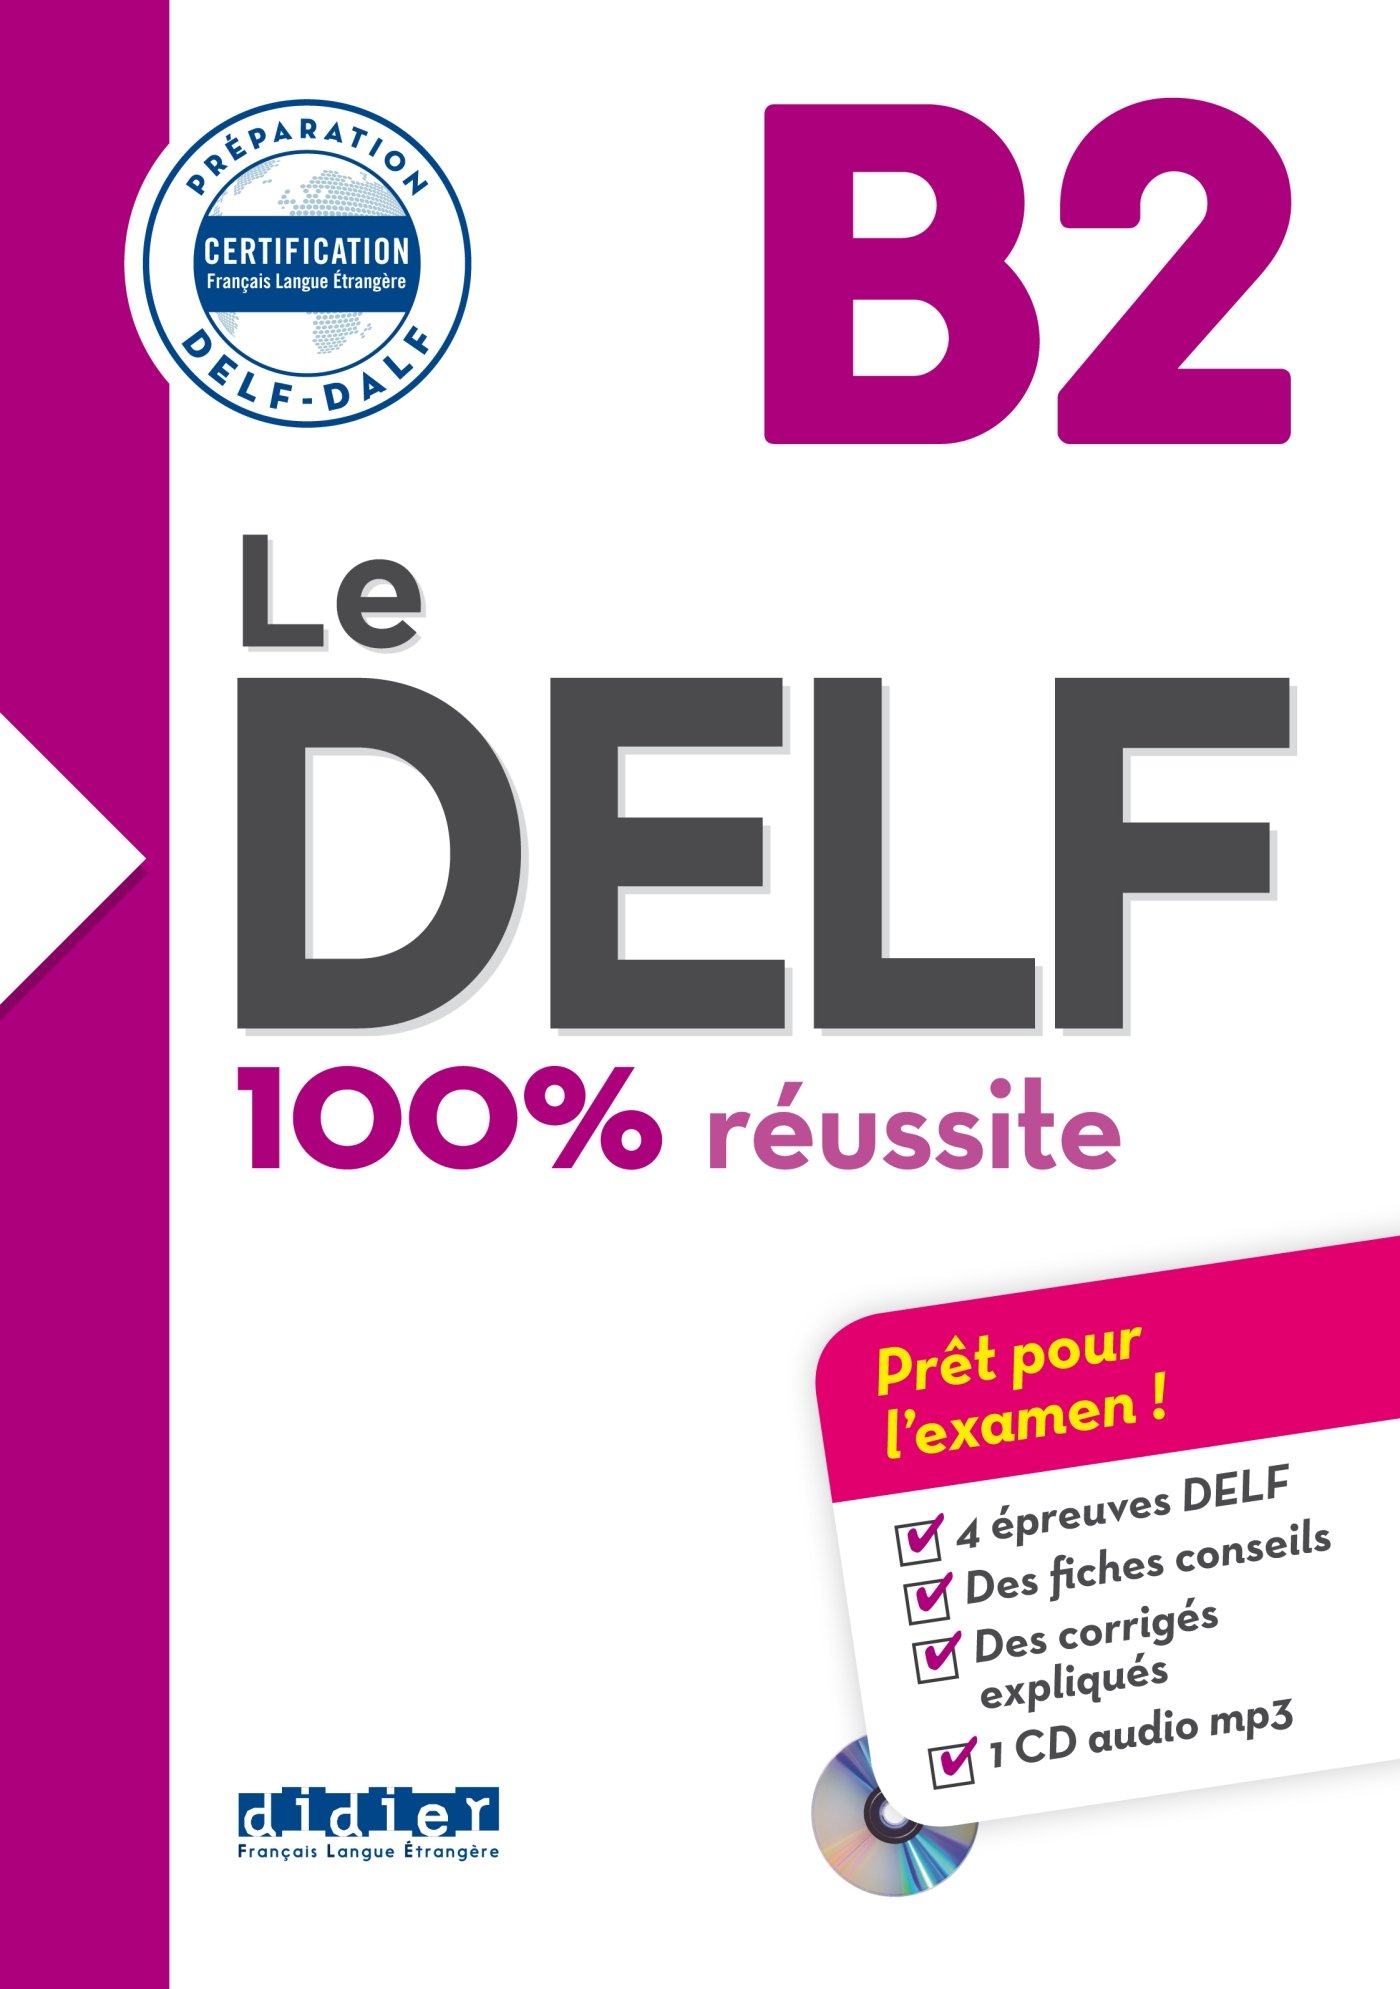 PRÉPARATION
CERTIFICATION
Français Langue Étrangère
DELF-DALF
B2
Le
DELF
100% réussite
Prêt pour
l'examen !
4 épreuves DELF
Des fiches conseils
Des corrigés
expliqués
1 CD audio mp3
didier
Français Langue Étrangère